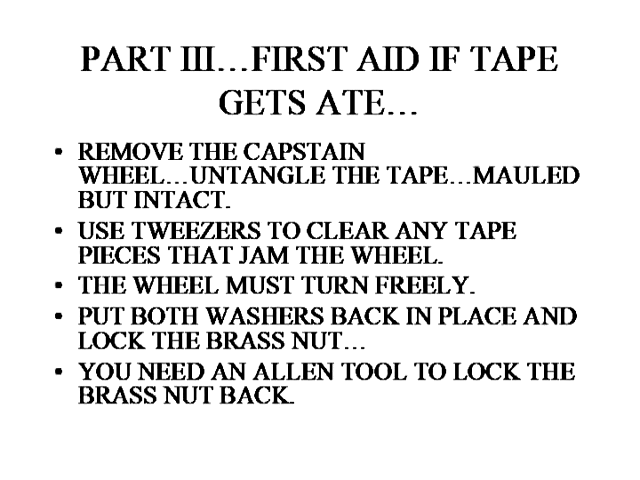 PART III…FIRST AID IF TAPE
GETS ATE…
• REMOVE THE CAPSTAIN
WHEEL…UNTANGLE THE TAPE…MAULED
BUT INTACT.
• USE TWEEZERS TO CLEAR ANY TAPE
PIECES THAT JAM THE WHEEL.
• THE WHEEL MUST TURN FREELY.
• PUT BOTH WASHERS BACK IN PLACE AND
LOCK THE BRASS NUT…
• YOU NEED AN ALLEN TOOL TO LOCK THE
BRASS NUT BACK.